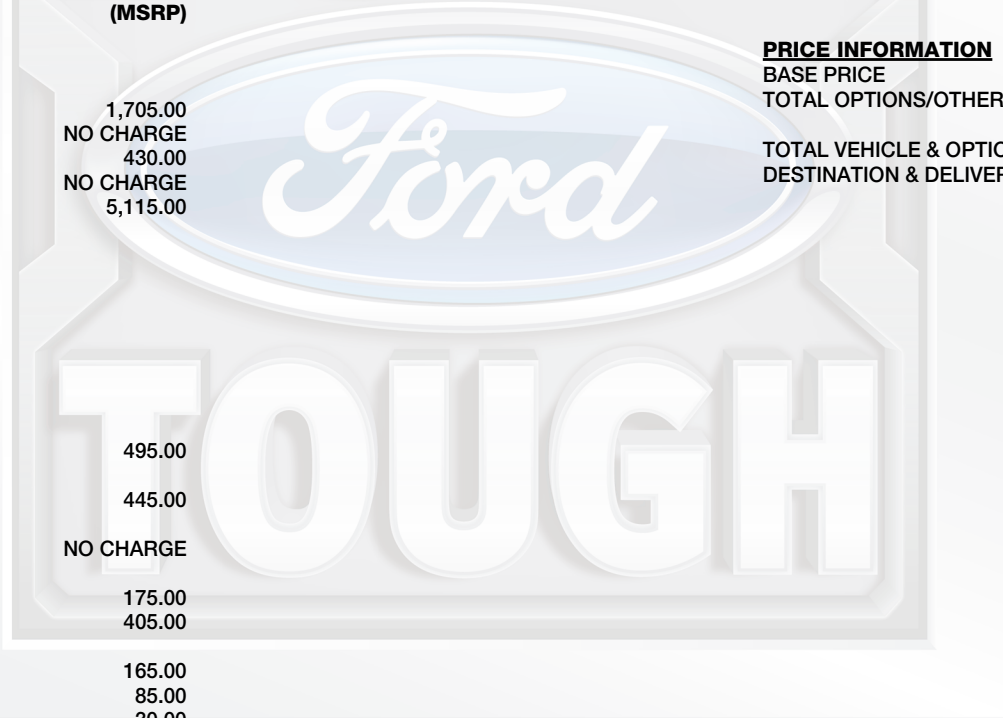 (MSRP)
1,705.00
NO CHARGE
430.00
NO CHARGE
5,115.00
495.00
445.00
NO CHARGE
175.00
405.00
165.00
85.00
PRICE INFORMATION
BASE PRICE
TOTAL OPTIONS/OTHER
TOTAL VEHICLE & OPTIO
DESTINATION & DELIVER
Ford
TOUGH